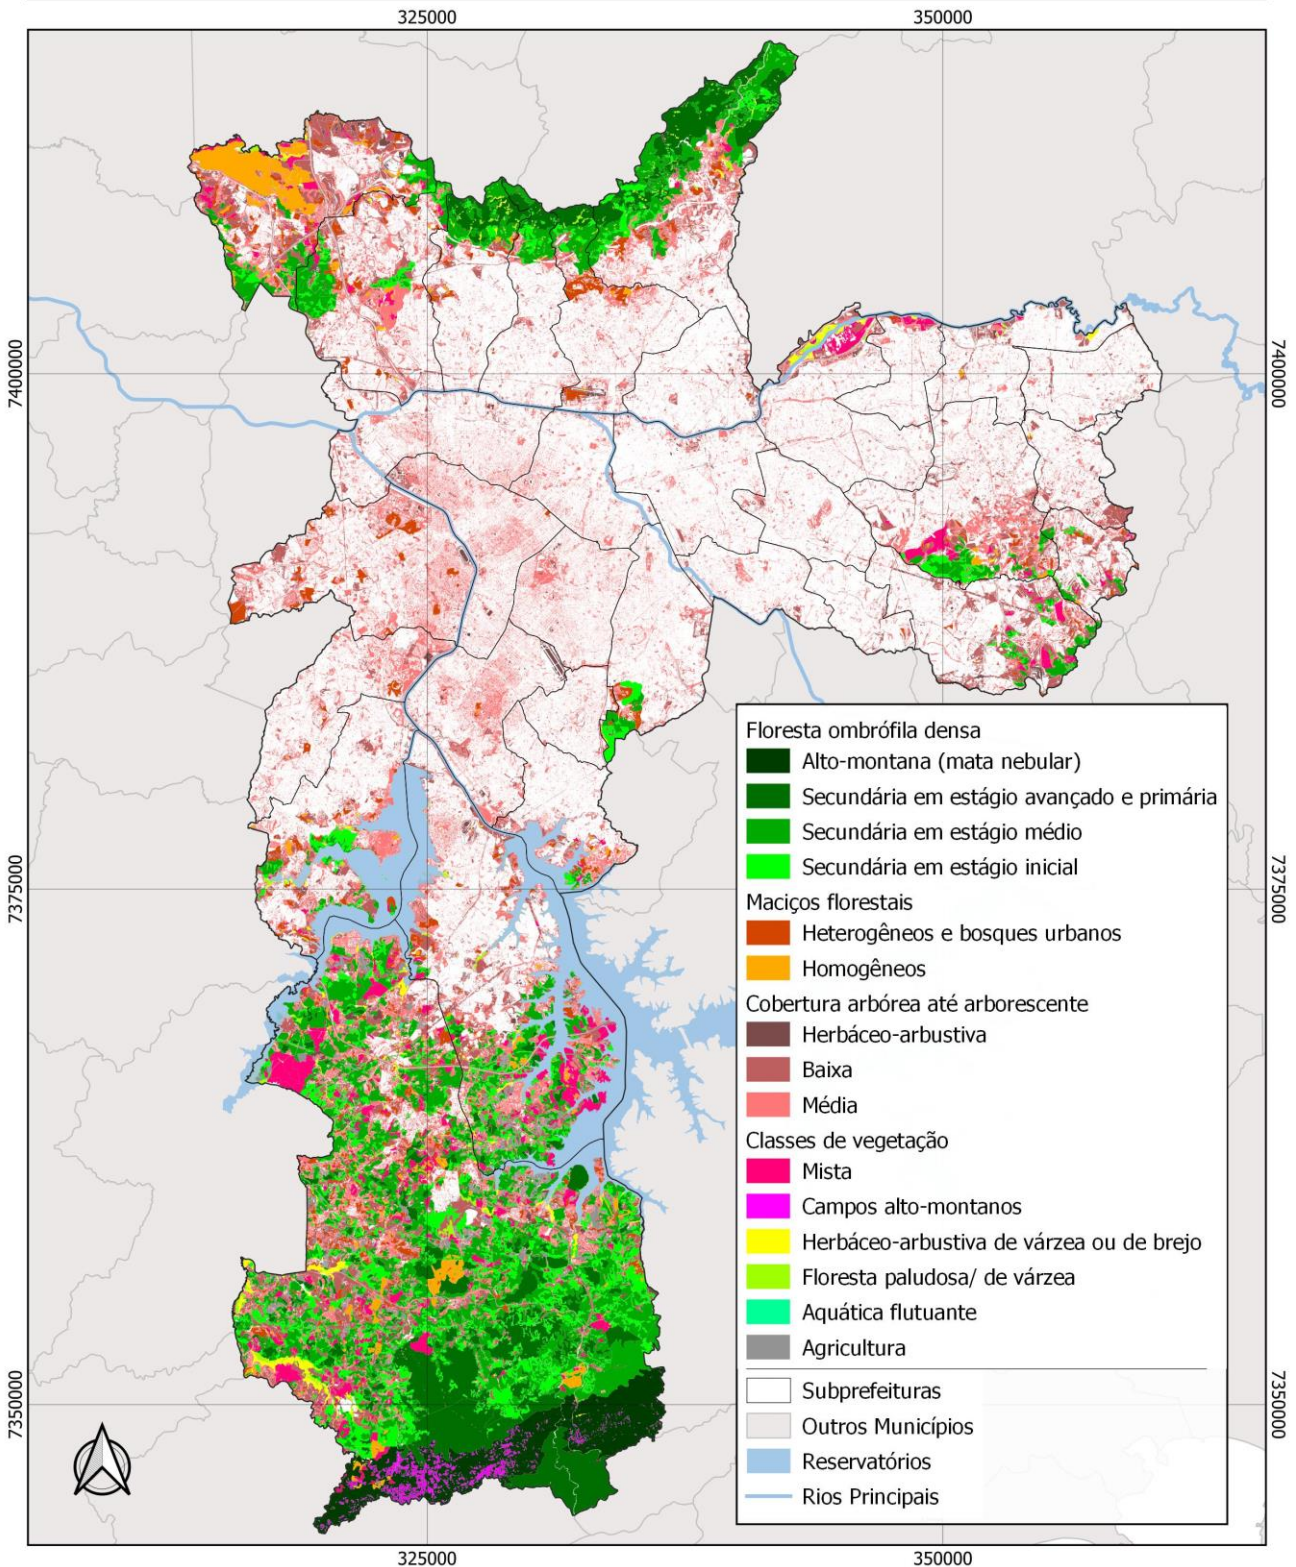 325000
350000
7400000
7400000
Floresta ombrófila densa
Alto-montana (mata nebular)
Secundária em estágio avançado e primária
Secundária em estágio médio
Secundária em estágio inicial
Maciços florestais
Heterogêneos e bosques urbanos
Homogêneos
Cobertura arbórea até arborescente
Herbáceo-arbustiva
Baixa
Média
Classes de vegetação
Mista
Campos alto-montanos
Herbáceo-arbustiva de várzea ou de brejo
Floresta paludosa/ de várzea
Aquática flutuante
Agricultura
Subprefeituras
Outros Municípios
Reservatórios
Rios Principais
7375000
7375000
7350000
7350000
325000
350000